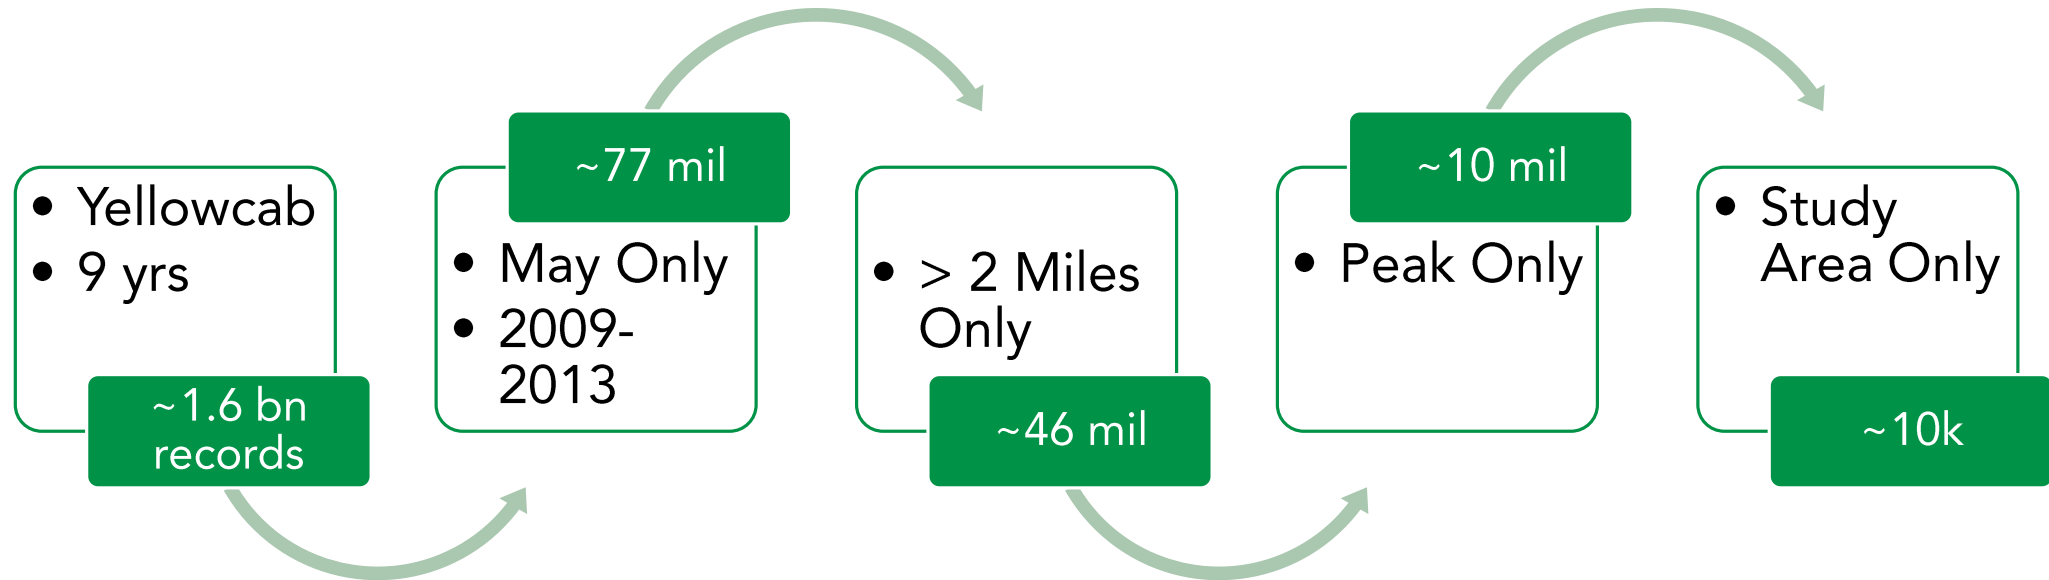 • Yellowcab
• 9 yrs
~1.6 bn
records
~77 mil
• May Only
• 2009-
2013
• > 2 Miles
Only
~46 mil
~10 mil
• Peak Only
• Study
Area Only
~10k